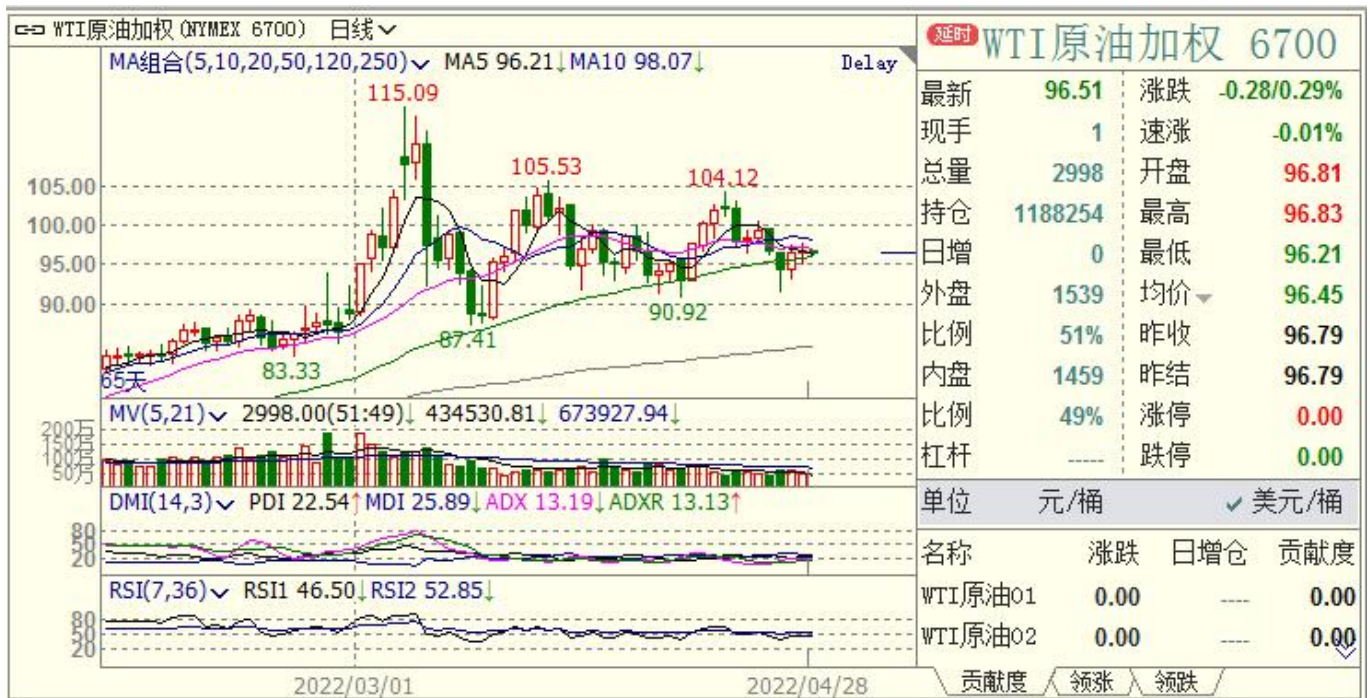 WTI原油加权(NYMEX 6700) 日线
MA组合(5,10,20,50,120,250) MA5 96.21↓MA10 98.07↓ Delay
115.09
105.53
104.12
105.00
100.00
95.00
90.00
90.92
87.41
83.33
65天
MV(5,21) 2998.00(51:49)↓ 434530.81↓ 673927.94↓
200万
150万
100万
50万
DMI(14,3) PDI 22.54↑MDI 25.89↓ADX 13.19↓ADXR 13.13↑
80
50
20
RSI(7,36) RSI1 46.50↓RSI2 52.85↓
80
50
20
2022/03/01 2022/04/28
延时 WTI原油加权 6700
最新 96.51 涨跌 -0.28/0.29%
现手 1 速涨 -0.01%
总量 2998 开盘 96.81
持仓 1188254 最高 96.83
日增 0 最低 96.21
外盘 1539 均价 96.45
比例 51% 昨收 96.79
内盘 1459 昨结 96.79
比例 49% 涨停 0.00
杠杆 ----- 跌停 0.00
单位 元/桶 ✓ 美元/桶
名称 涨跌 日增仓 贡献度
WTI原油01 0.00 ---- 0.00
WTI原油02 0.00 ---- 0.00
贡献度 领涨 领跌